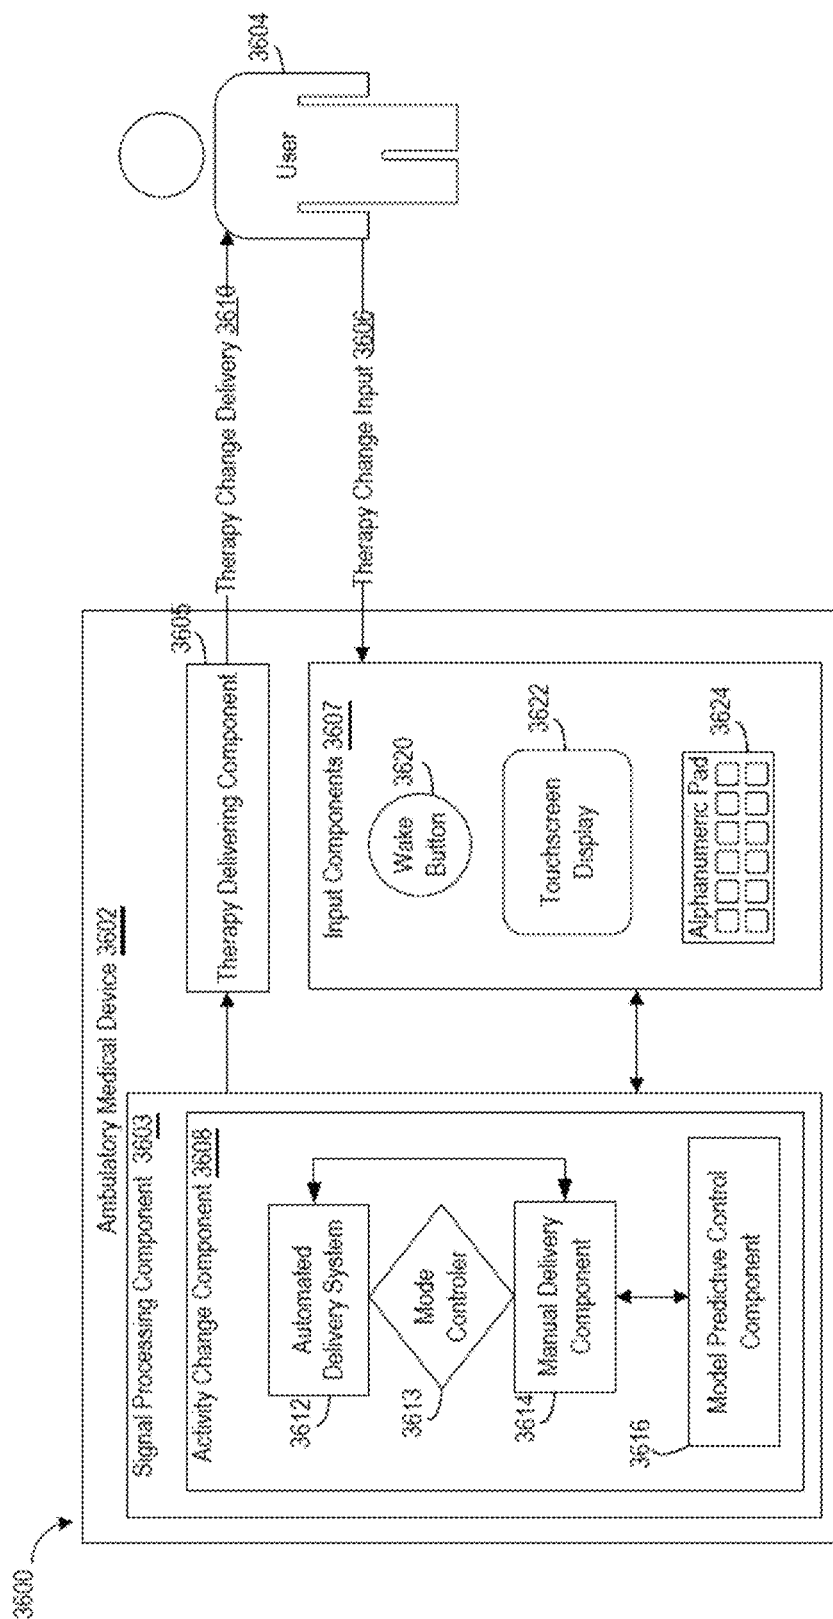 3600
Ambulatory Medical Device 3602
Signal Processing Component 3603
Activity Change Component 3608
Automated
Delivery System
3612
Mode
Controler
3613
Manual Delivery
Component
3614
Model Predictive Control
Component
3616
Therapy Delivering Component
3605
Input Components 3607
Wake
Button
3620
Touchscreen
Display
3622
Alphanumeric Pad
3624
Therapy Change Delivery 3610
Therapy Change Input 3606
User
3604